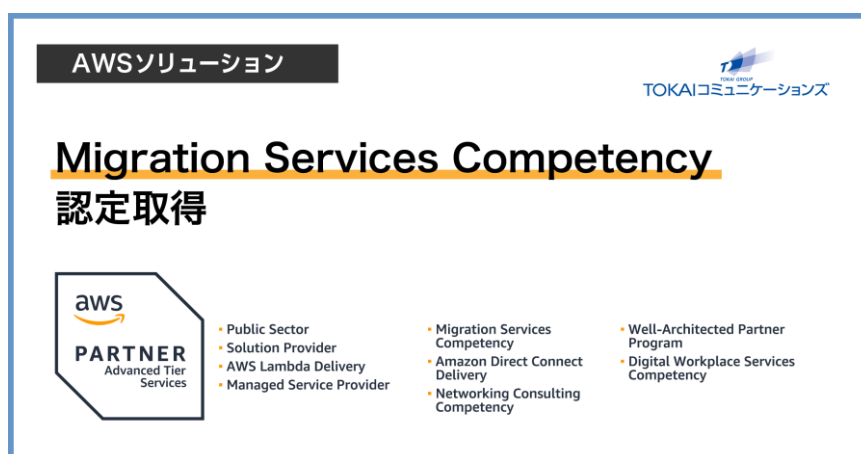 AWSソリューション
TOKAI GROUP
TOKAIコミュニケーションズ
Migration Services Competency
認定取得
aws
PARTNER
Advanced Tier
Services
Public Sector
Solution Provider
AWS Lambda Delivery
Managed Service Provider
Migration Services
Competency
Amazon Direct Connect
Delivery
Networking Consulting
Competency
Well-Architected Partner
Program
Digital Workplace Services
Competency